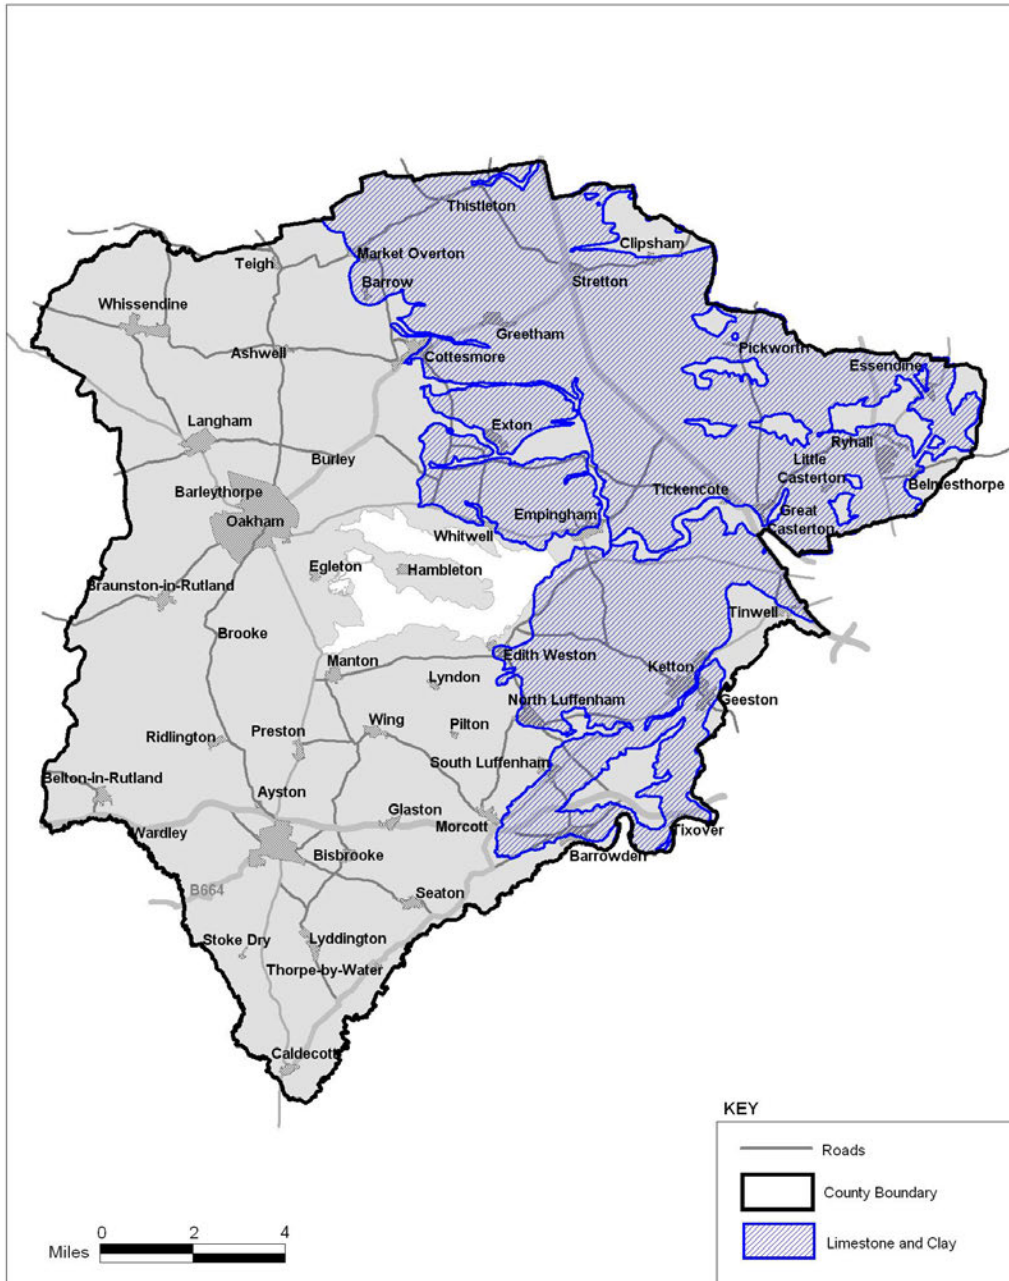 Thistleton
Clipsham
Market Overton
Teigh
Barrow
Stretton
Whissendine
Greetham
Pickworth
Ashwell
Cottesmore
Essendine
Langham
Exton
Ryhall
Burley
Little
Casterton
Belmesthorpe
Barleythorpe
Tickencote
Oakham
Empingham
Great
Casterton
Whitwell
Egleton
Hambleton
Braunston-in-Rutland
Tinwell
Brooke
Edith Weston
Manton
Ketton
Lyndon
North Luffenham
Geeston
Wing
Pilton
Preston
Ridlington
South Luffenham
Belton-in-Rutland
Ayston
Glaston
Morcott
Tixover
Wardley
Bisbrooke
Barrowden
B664
Seaton
Stoke Dry
Lyddington
Thorpe-by-Water
Caldecott
KEY
Roads
County Boundary
Limestone and Clay
0 2 4
Miles